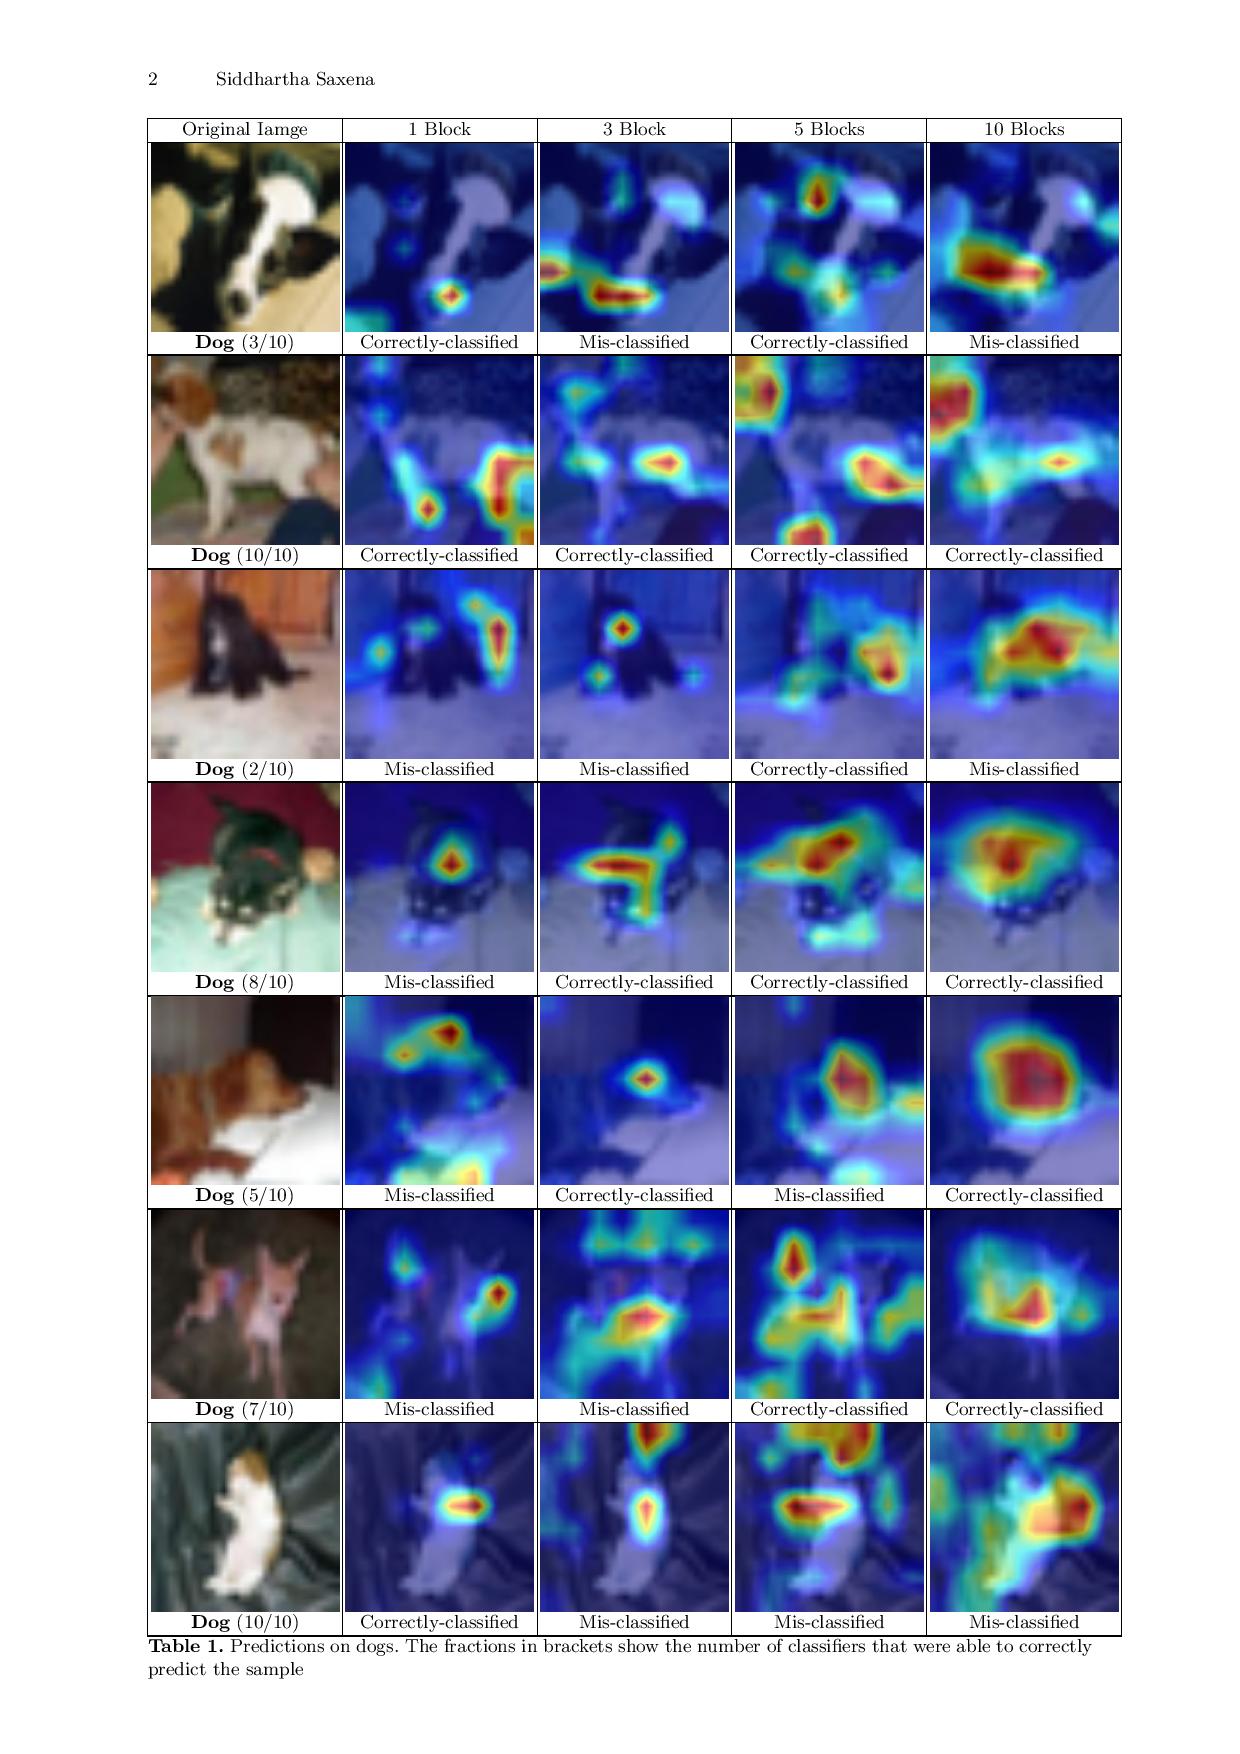 2 Siddhartha Saxena
Original Iamge 1 Block 3 Block 5 Blocks 10 Blocks
Dog (3/10) Correctly-classified Mis-classified Correctly-classified Mis-classified
Dog (10/10) Correctly-classified Correctly-classified Correctly-classified Correctly-classified
Dog (2/10) Mis-classified Mis-classified Correctly-classified Mis-classified
Dog (8/10) Mis-classified Correctly-classified Correctly-classified Correctly-classified
Dog (5/10) Mis-classified Correctly-classified Mis-classified Correctly-classified
Dog (7/10) Mis-classified Mis-classified Correctly-classified Correctly-classified
Dog (10/10) Correctly-classified Mis-classified Mis-classified Mis-classified
Table 1. Predictions on dogs. The fractions in brackets show the number of classifiers that were able to correctly
predict the sample